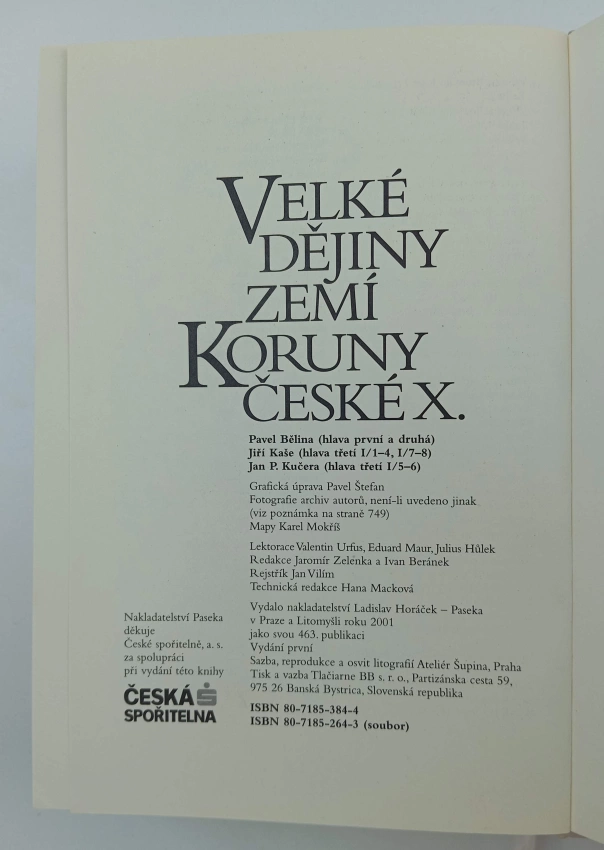 VELKÉ
DĚJINY
ZEMÍ
KORUNY
ČESKÉ X.
Pavel Bělina (hlava první a druhá)
Jiří Kaše (hlava třetí I/1–4, I/7–8)
Jan P. Kučera (hlava třetí I/5–6)
Grafická úprava Pavel Štefan
Fotografie archiv autorů, není-li uvedeno jinak
(viz poznámka na straně 749)
Mapy Karel Mokříš
Lektorace Valentin Urfus, Eduard Maur, Julius Hůlek
Redakce Jaromír Zelenka a Ivan Beránek
Rejstřík Jan Vilím
Technická redakce Hana Macková
Vydalo nakladatelství Ladislav Horáček – Paseka
v Praze a Litomyšli roku 2001
jako svou 463. publikaci
Vydání první
Sazba, reprodukce a osvit litografií Ateliér Šupina, Praha
Tisk a vazba Tlačiarne BB s. r. o., Partizánska cesta 59,
975 26 Banská Bystrica, Slovenská republika
ISBN 80-7185-384-4
ISBN 80-7185-264-3 (soubor)
Nakladatelství Paseka
děkuje
České spořitelně, a. s.
za spolupráci
při vydání této knihy
ČESKÁ
SPOŘITELNA